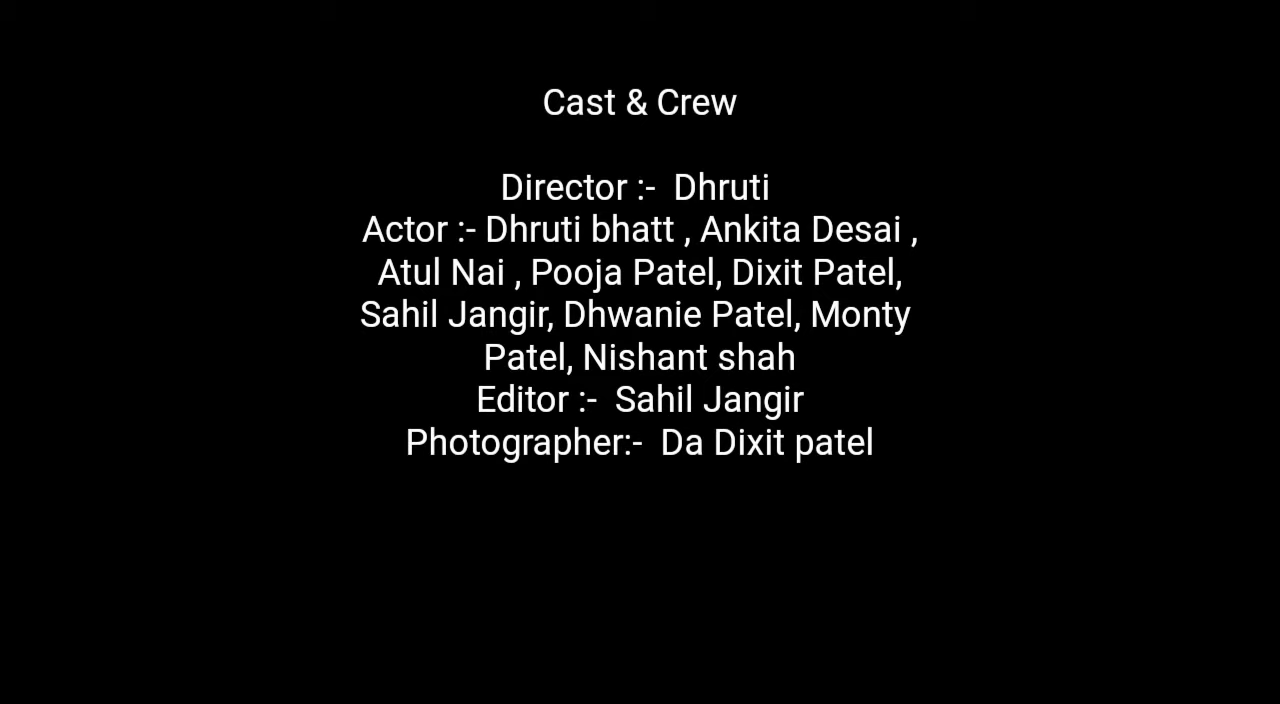 Cast & Crew
Director :-  Dhruti
Actor :- Dhruti bhatt , Ankita Desai ,
Atul Nai , Pooja Patel, Dixit Patel,
Sahil Jangir, Dhwanie Patel, Monty
Patel, Nishant shah
Editor :-  Sahil Jangir
Photographer:-  Da Dixit patel